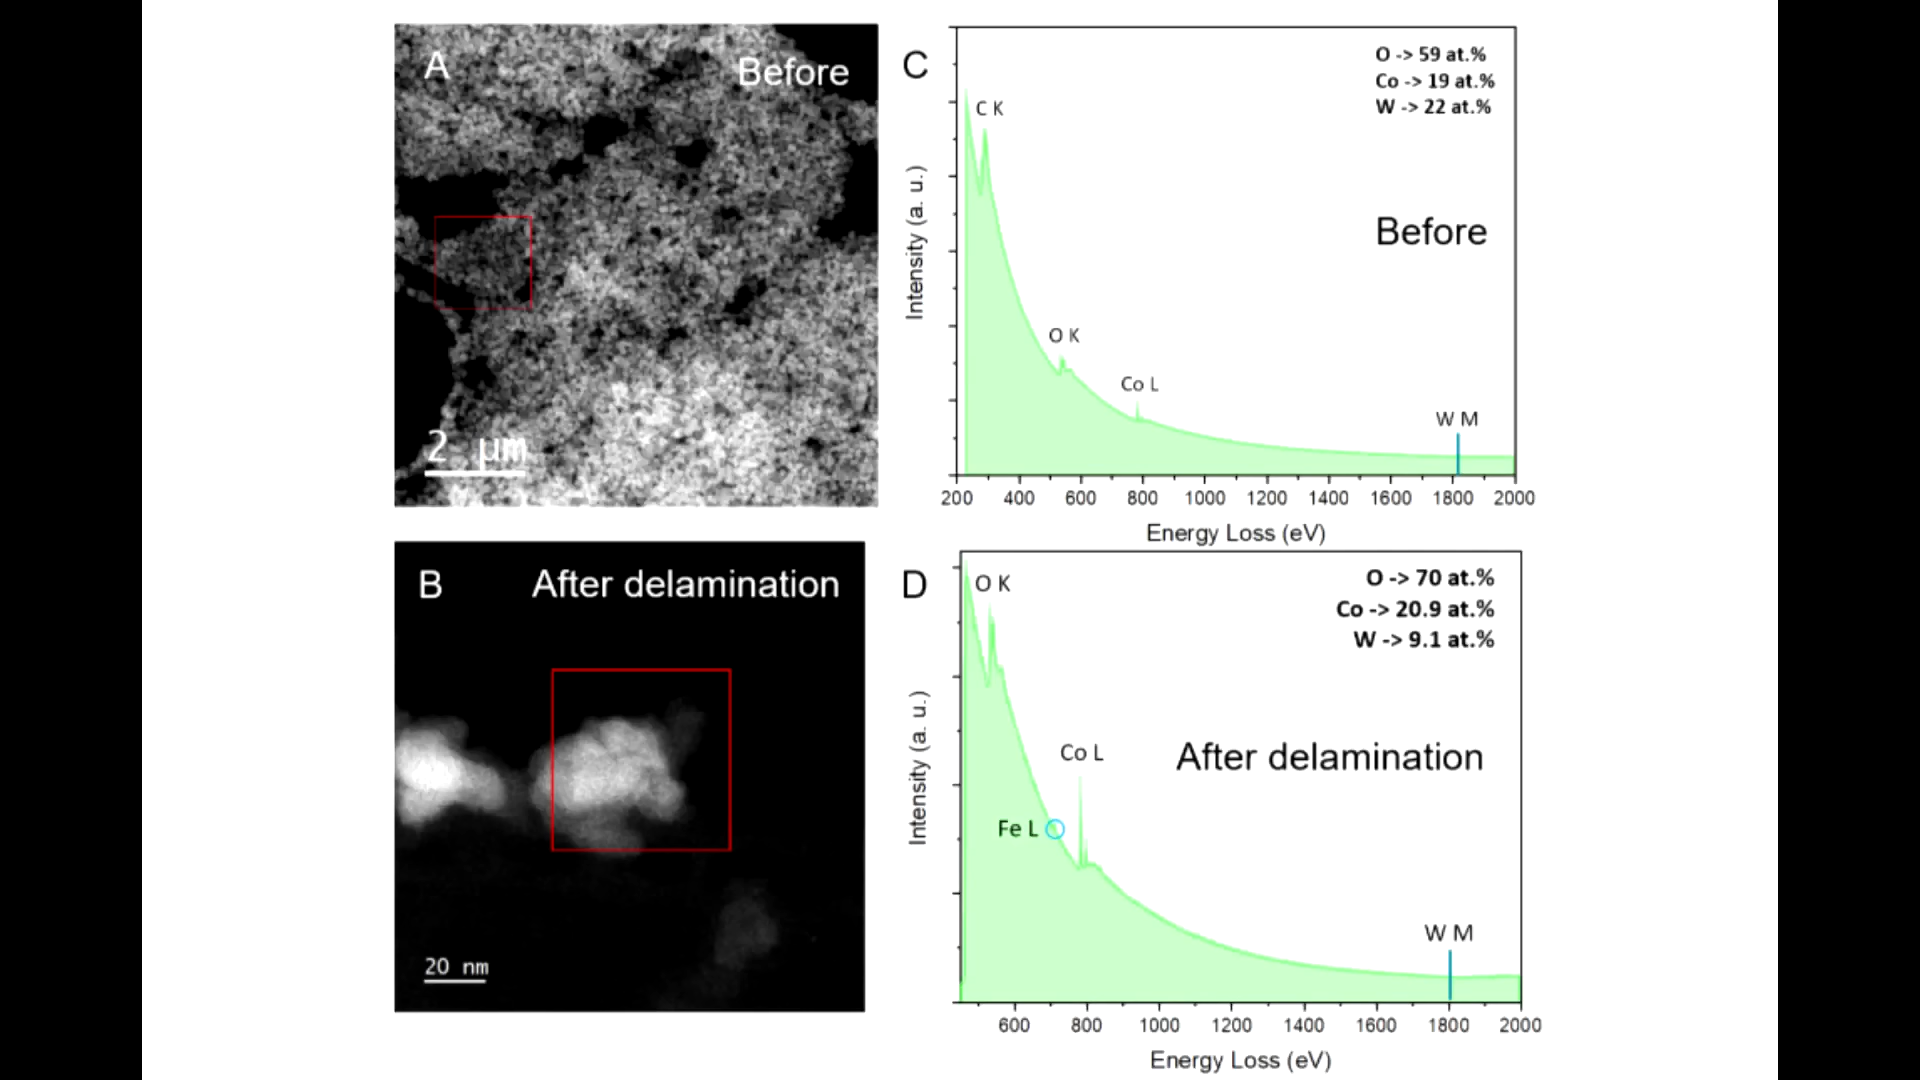 A
Before
2 µm
C
O -> 59 at.%
Co -> 19 at.%
W -> 22 at.%
C K
Before
O K
Co L
W M
Intensity (a. u.)
200 400 600 800 1000 1200 1400 1600 1800 2000
Energy Loss (eV)
B
After delamination
20 nm
D
O K
O -> 70 at.%
Co -> 20.9 at.%
W -> 9.1 at.%
Co L
After delamination
Fe L
W M
Intensity (a. u.)
600 800 1000 1200 1400 1600 1800 2000
Energy Loss (eV)